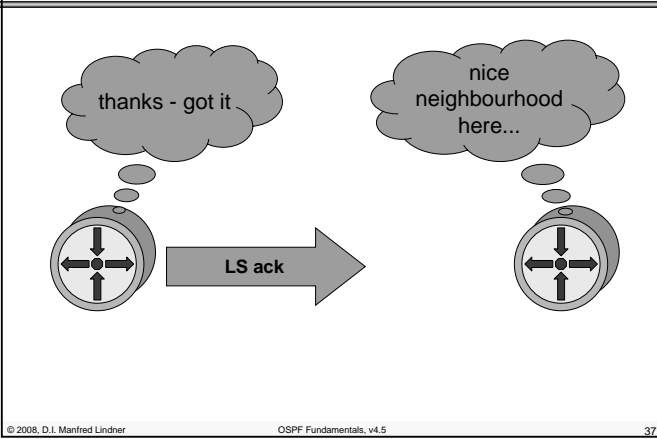 thanks - got it
nice
neighbourhood
here...
LS ack
© 2008, D.I. Manfred Lindner
OSPF Fundamentals, v4.5
37